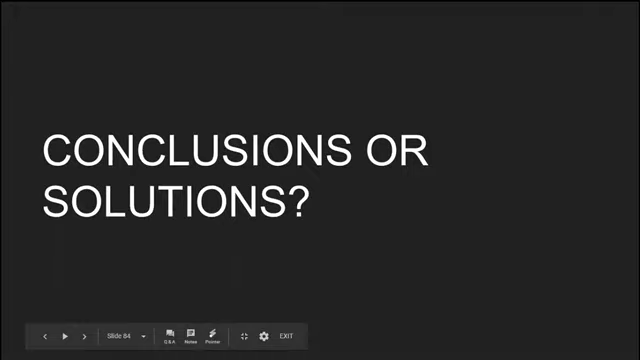 CONCLUSIONS OR
SOLUTIONS?
Slide 84
Q & A
Notes
Pointer
EXIT